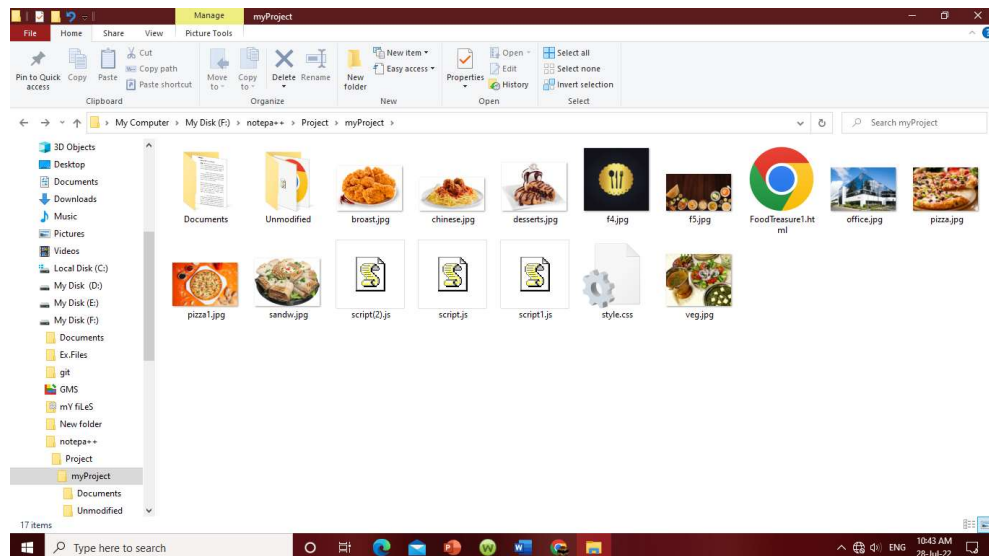 Manage myProject
File Home Share View Picture Tools
Pin to Quick access
Copy
Paste
Cut
Copy path
Paste shortcut
Clipboard
Move to
Copy to
Delete
Rename
Organize
New folder
New item
Easy access
New
Properties
Open
Edit
History
Open
Select all
Select none
Invert selection
Select
My Computer My Disk (F:) notepa++ Project myProject
Search myProject
3D Objects
Desktop
Documents
Downloads
Music
Pictures
Videos
Local Disk (C:)
My Disk (D:)
My Disk (E:)
My Disk (F:)
Documents
Ex.Files
git
GMS
mY fiLeS
New folder
notepa++
Project
myProject
Documents
Unmodified
Documents
Unmodified
broast.jpg
chinese.jpg
desserts.jpg
f4.jpg
f5.jpg
FoodTreasure1.ht
ml
office.jpg
pizza.jpg
pizza1.jpg
sandw.jpg
script(2).js
script.js
script1.js
style.css
veg.jpg
17 items
Type here to search
ENG
10:43 AM
28-Jul-22